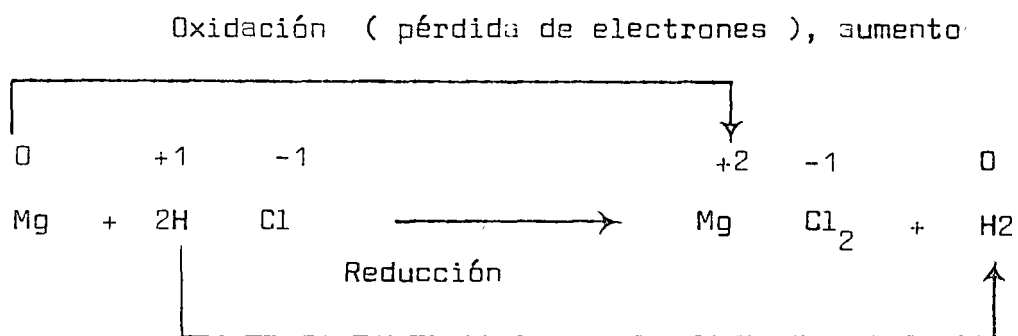 Oxidación ( pérdida de electrones ), aumento
0 +1 -1 +2 -1 0
Mg + 2H Cl Mg Cl2 + H2
Reducción